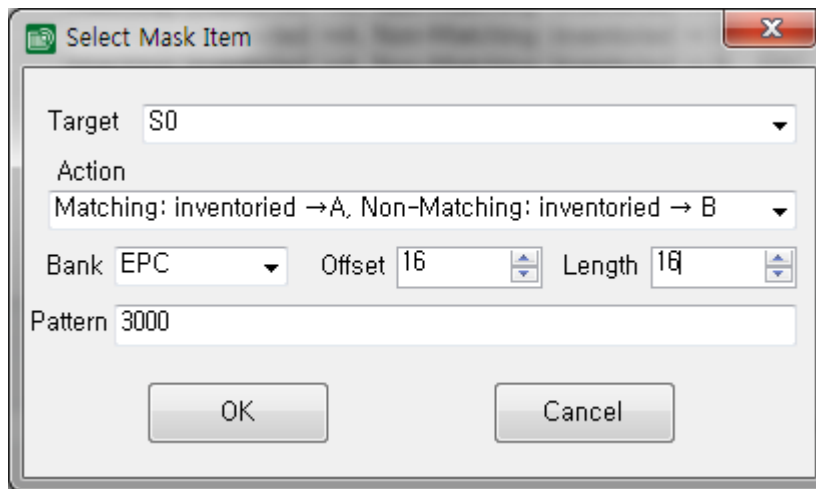 Select Mask Item
Target S0
Action
Matching: inventoried →A, Non-Matching: inventoried → B
Bank EPC Offset 16 Length 16
Pattern 3000
OK Cancel